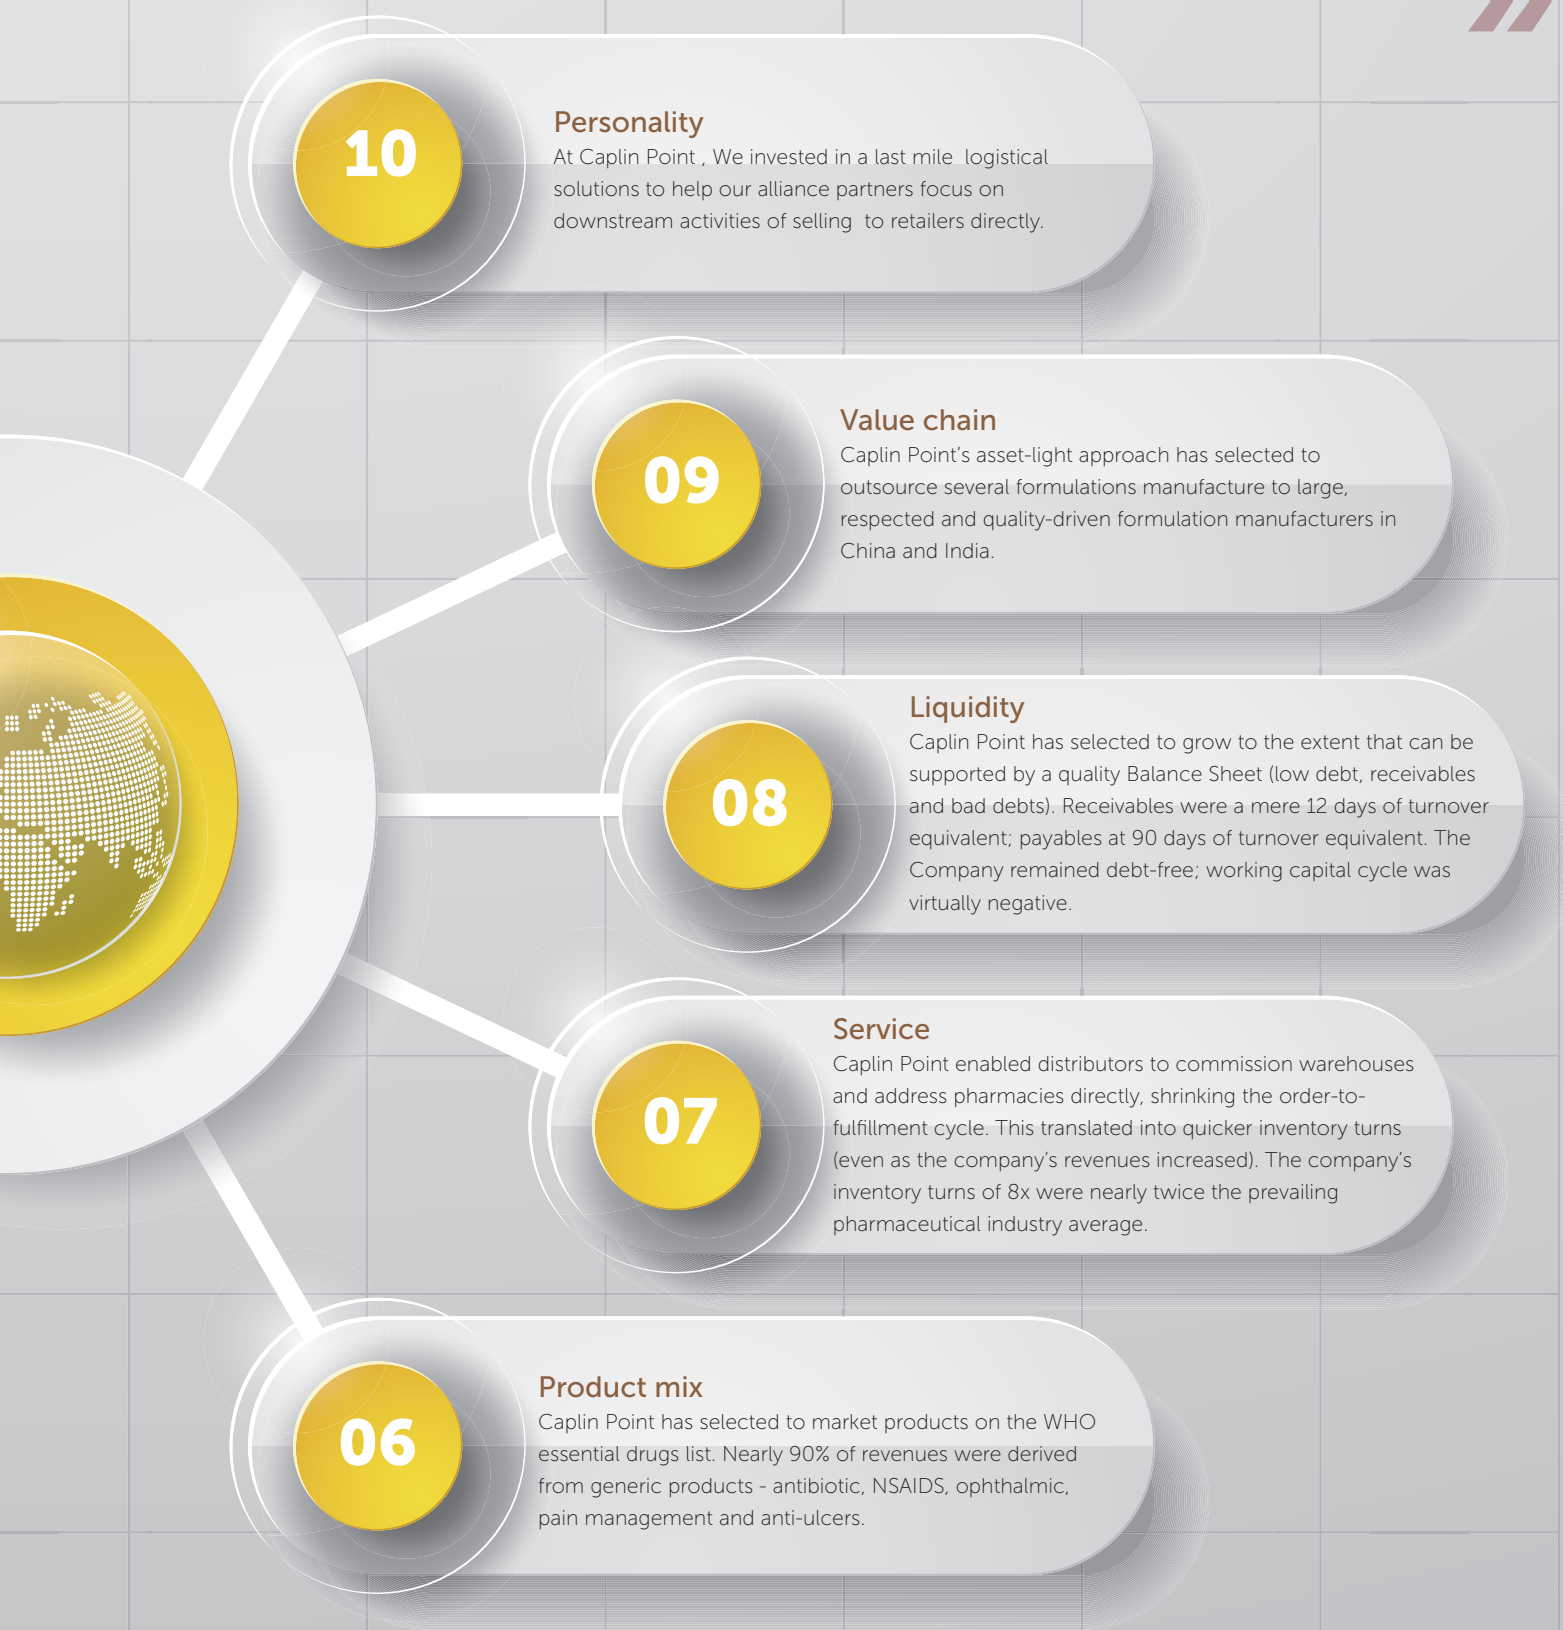 10
Personality
At Caplin Point , We invested in a last mile  logistical
solutions to help our alliance partners focus on
downstream activities of selling  to retailers directly.
09
Value chain
Caplin Point’s asset-light approach has selected to
outsource several formulations manufacture to large,
respected and quality-driven formulation manufacturers in
China and India.
08
Liquidity
Caplin Point has selected to grow to the extent that can be
supported by a quality Balance Sheet (low debt, receivables
and bad debts). Receivables were a mere 12 days of turnover
equivalent; payables at 90 days of turnover equivalent. The
Company remained debt-free; working capital cycle was
virtually negative.
07
Service
Caplin Point enabled distributors to commission warehouses
and address pharmacies directly, shrinking the order-to-
fulfillment cycle. This translated into quicker inventory turns
(even as the company’s revenues increased). The company’s
inventory turns of 8x were nearly twice the prevailing
pharmaceutical industry average.
06
Product mix
Caplin Point has selected to market products on the WHO
essential drugs list. Nearly 90% of revenues were derived
from generic products - antibiotic, NSAIDS, ophthalmic,
pain management and anti-ulcers.